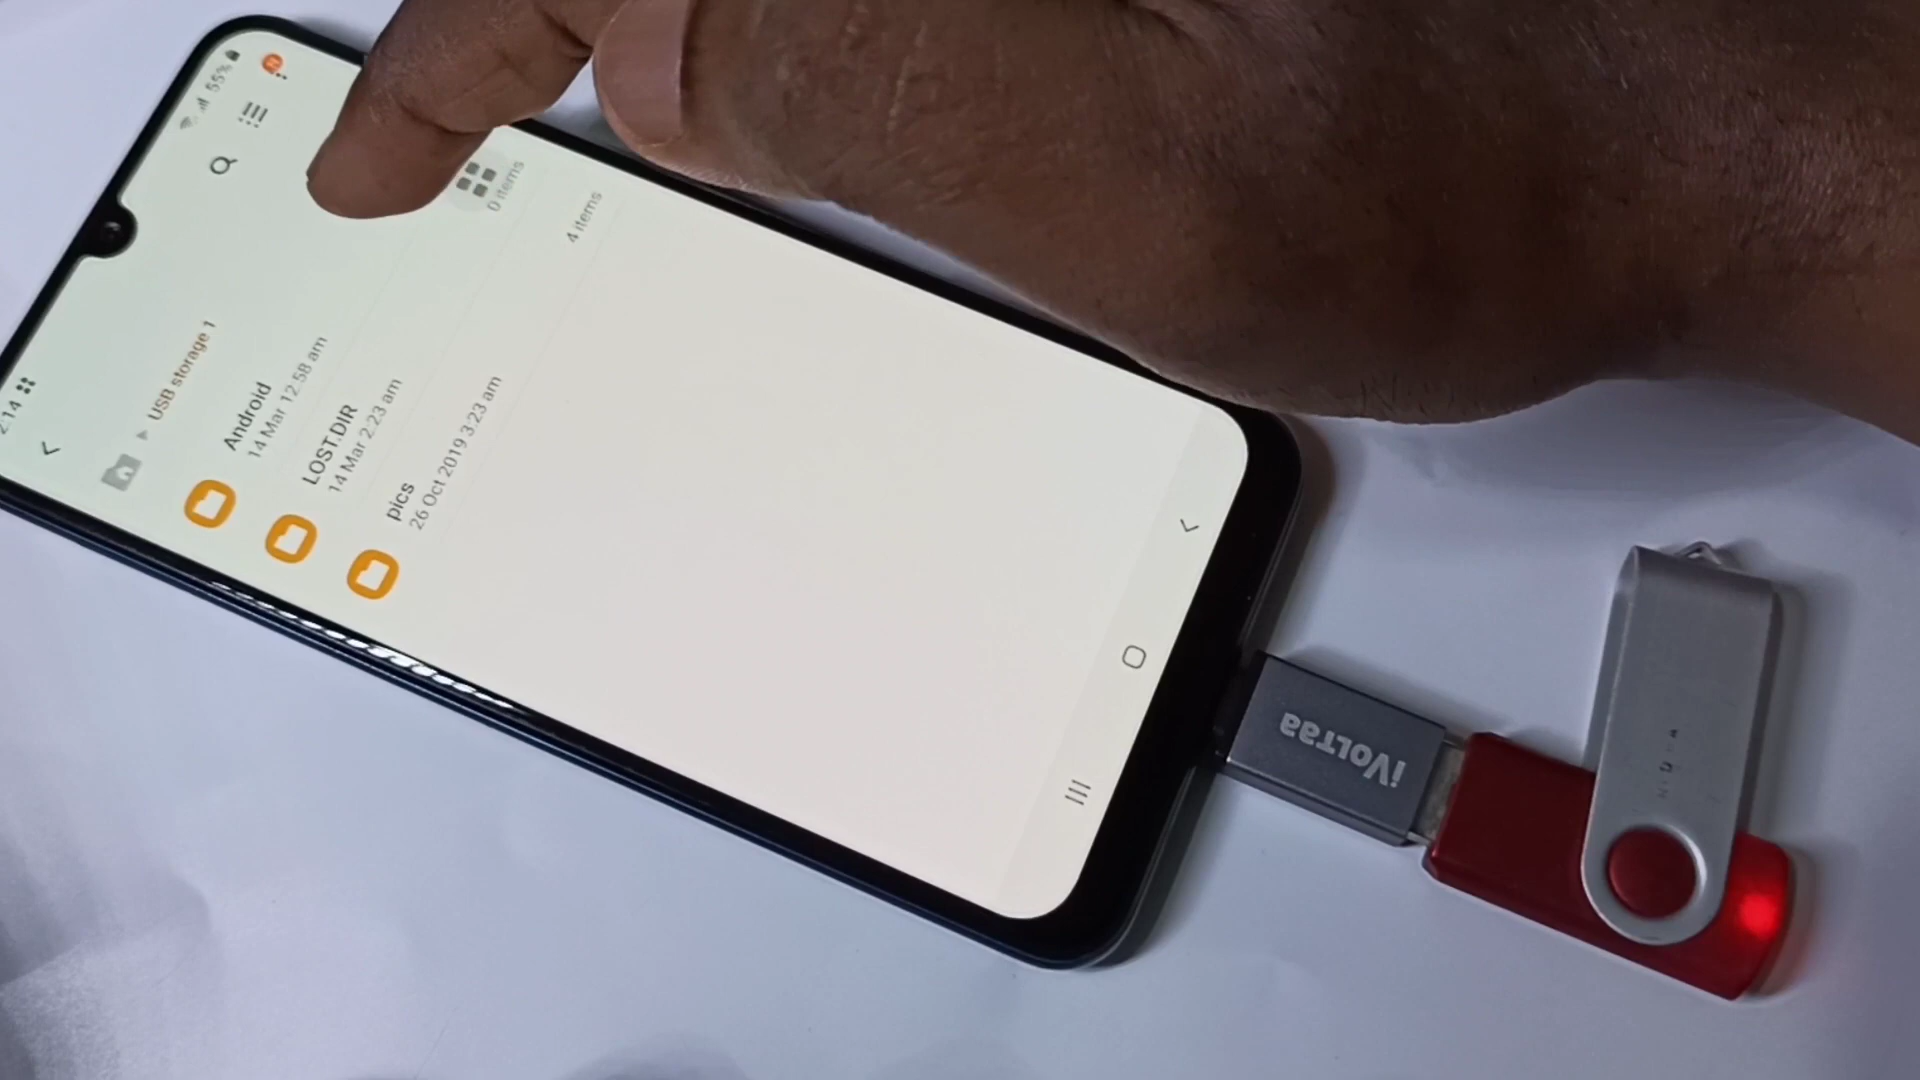 2:14
55%
USB storage 1
Android
14 Mar 12:58 am
LOST.DIR
14 Mar 2:23 am
0 items
pics
26 Oct 2019 3:23 am
4 items
iVOLTAA